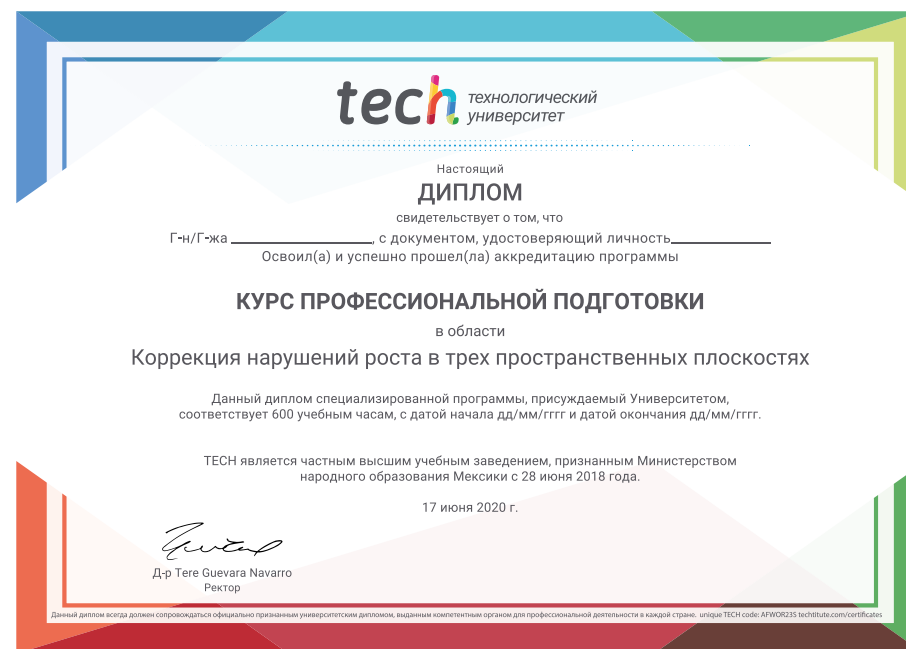 tech технологический
университет
Настоящий
ДИПЛОМ
свидетельствует о том, что
Г-н/Г-жа ____________, с документом, удостоверяющий личность____________
Освоил(а) и успешно прошел(ла) аккредитацию программы
КУРС ПРОФЕССИОНАЛЬНОЙ ПОДГОТОВКИ
в области
Коррекция нарушений роста в трех пространственных плоскостях
Данный диплом специализированной программы, присуждаемый Университетом,
соответствует 600 учебным часам, с датой начала дд/мм/гггг и датой окончания дд/мм/гггг.
TECH является частным высшим учебным заведением, признанным Министерством
народного образования Мексики с 28 июня 2018 года.
17 июня 2020 г.
Д-р Tere Guevara Navarro
Ректор
Данный диплом всегда должен сопровождаться официально признанным университетским дипломом, выданным компетентным органом для профессиональной деятельности в каждой стране. unique TECH code: AFWOR23S techtitute.com/certificates